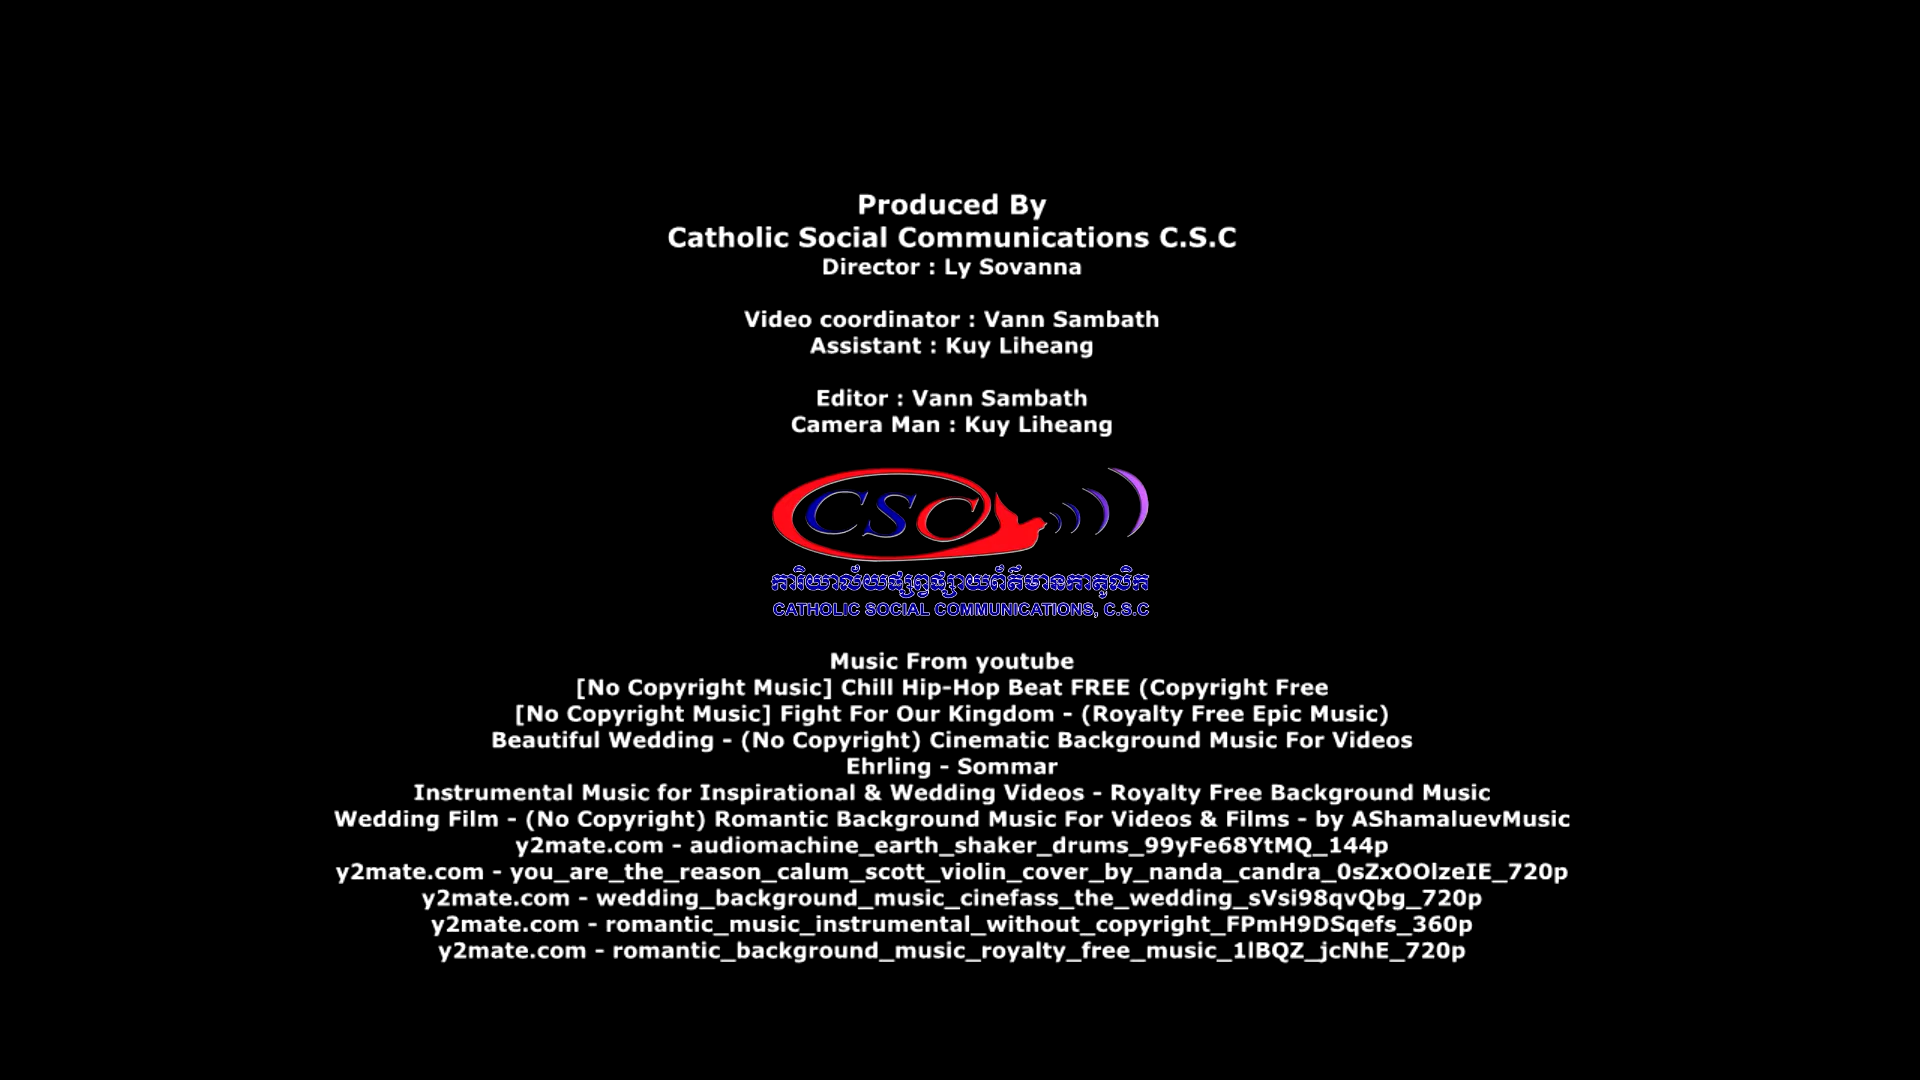 Produced By
Catholic Social Communications C.S.C
Director : Ly Sovanna
Video coordinator : Vann Sambath
Assistant : Kuy Liheang
Editor : Vann Sambath
Camera Man : Kuy Liheang
CSC
ការិយាល័យផ្សព្វផ្សាយព័ត៌មានកាតូលិក
CATHOLIC SOCIAL COMMUNICATIONS, C.S.C
Music From youtube
[No Copyright Music] Chill Hip-Hop Beat FREE (Copyright Free
[No Copyright Music] Fight For Our Kingdom - (Royalty Free Epic Music)
Beautiful Wedding - (No Copyright) Cinematic Background Music For Videos
Ehrling - Sommar
Instrumental Music for Inspirational & Wedding Videos - Royalty Free Background Music
Wedding Film - (No Copyright) Romantic Background Music For Videos & Films - by AShamaluevMusic
y2mate.com - audiomachine_earth_shaker_drums_99yFe68YtMQ_144p
y2mate.com - you_are_the_reason_calum_scott_violin_cover_by_nanda_candra_0sZxOOlzeIE_720p
y2mate.com - wedding_background_music_cinefass_the_wedding_sVsi98qvQbg_720p
y2mate.com - romantic_music_instrumental_without_copyright_FPmH9DSqefs_360p
y2mate.com - romantic_background_music_royalty_free_music_1lBQZ_jcNhE_720p